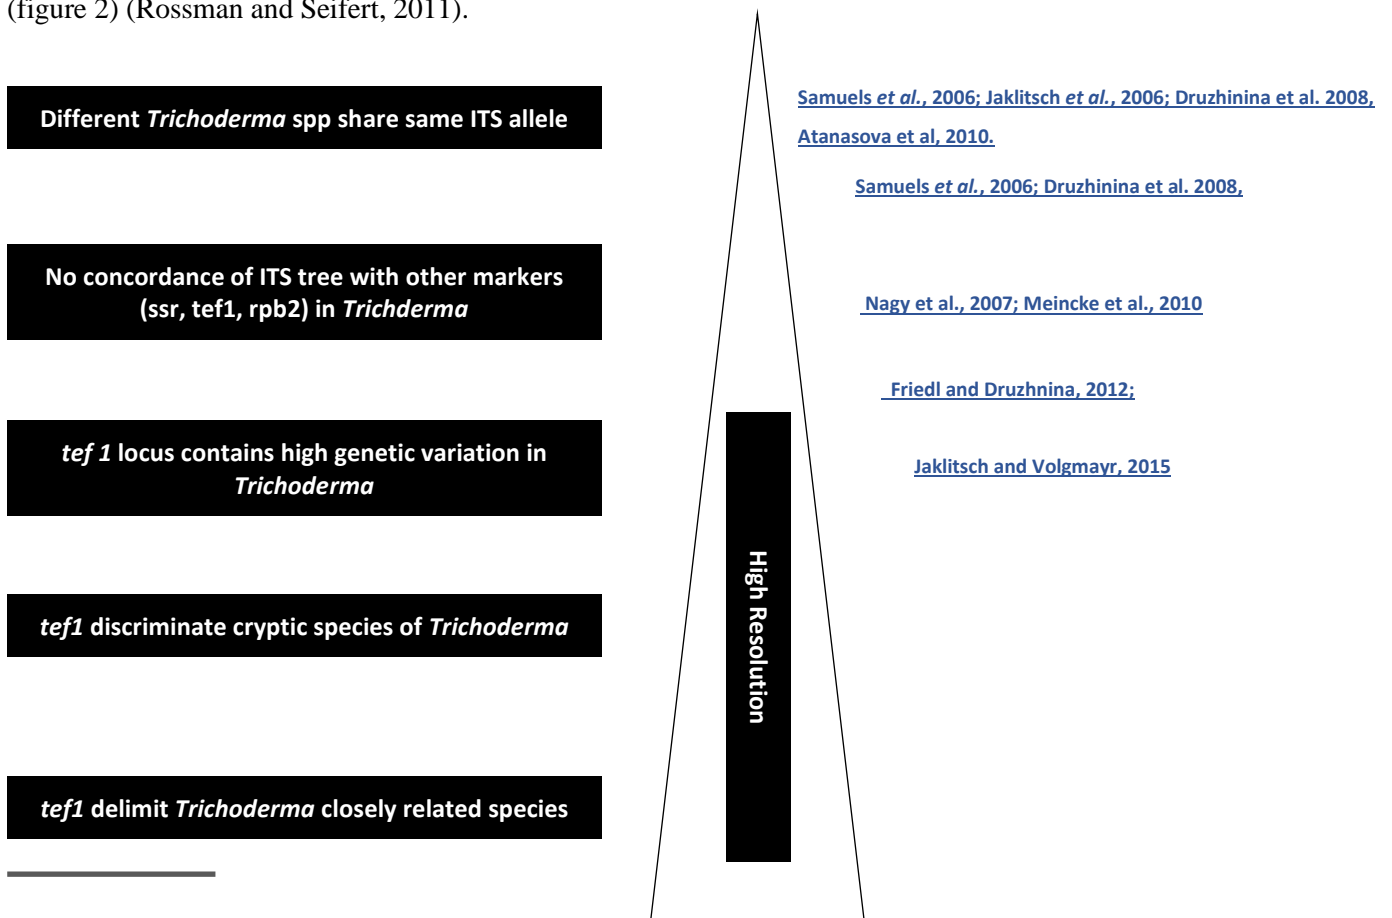 (figure 2) (Rossman and Seifert, 2011).
Different Trichoderma spp share same ITS allele
No concordance of ITS tree with other markers
(ssr, tef1, rpb2) in Trichderma
tef 1 locus contains high genetic variation in
Trichoderma
tef1 discriminate cryptic species of Trichoderma
tef1 delimit Trichoderma closely related species
High Resolution
Samuels et al., 2006; Jaklitsch et al., 2006; Druzhinina et al. 2008,
Atanasova et al, 2010.
Samuels et al., 2006; Druzhinina et al. 2008,
Nagy et al., 2007; Meincke et al., 2010
Friedl and Druzhnina, 2012;
Jaklitsch and Volgmayr, 2015